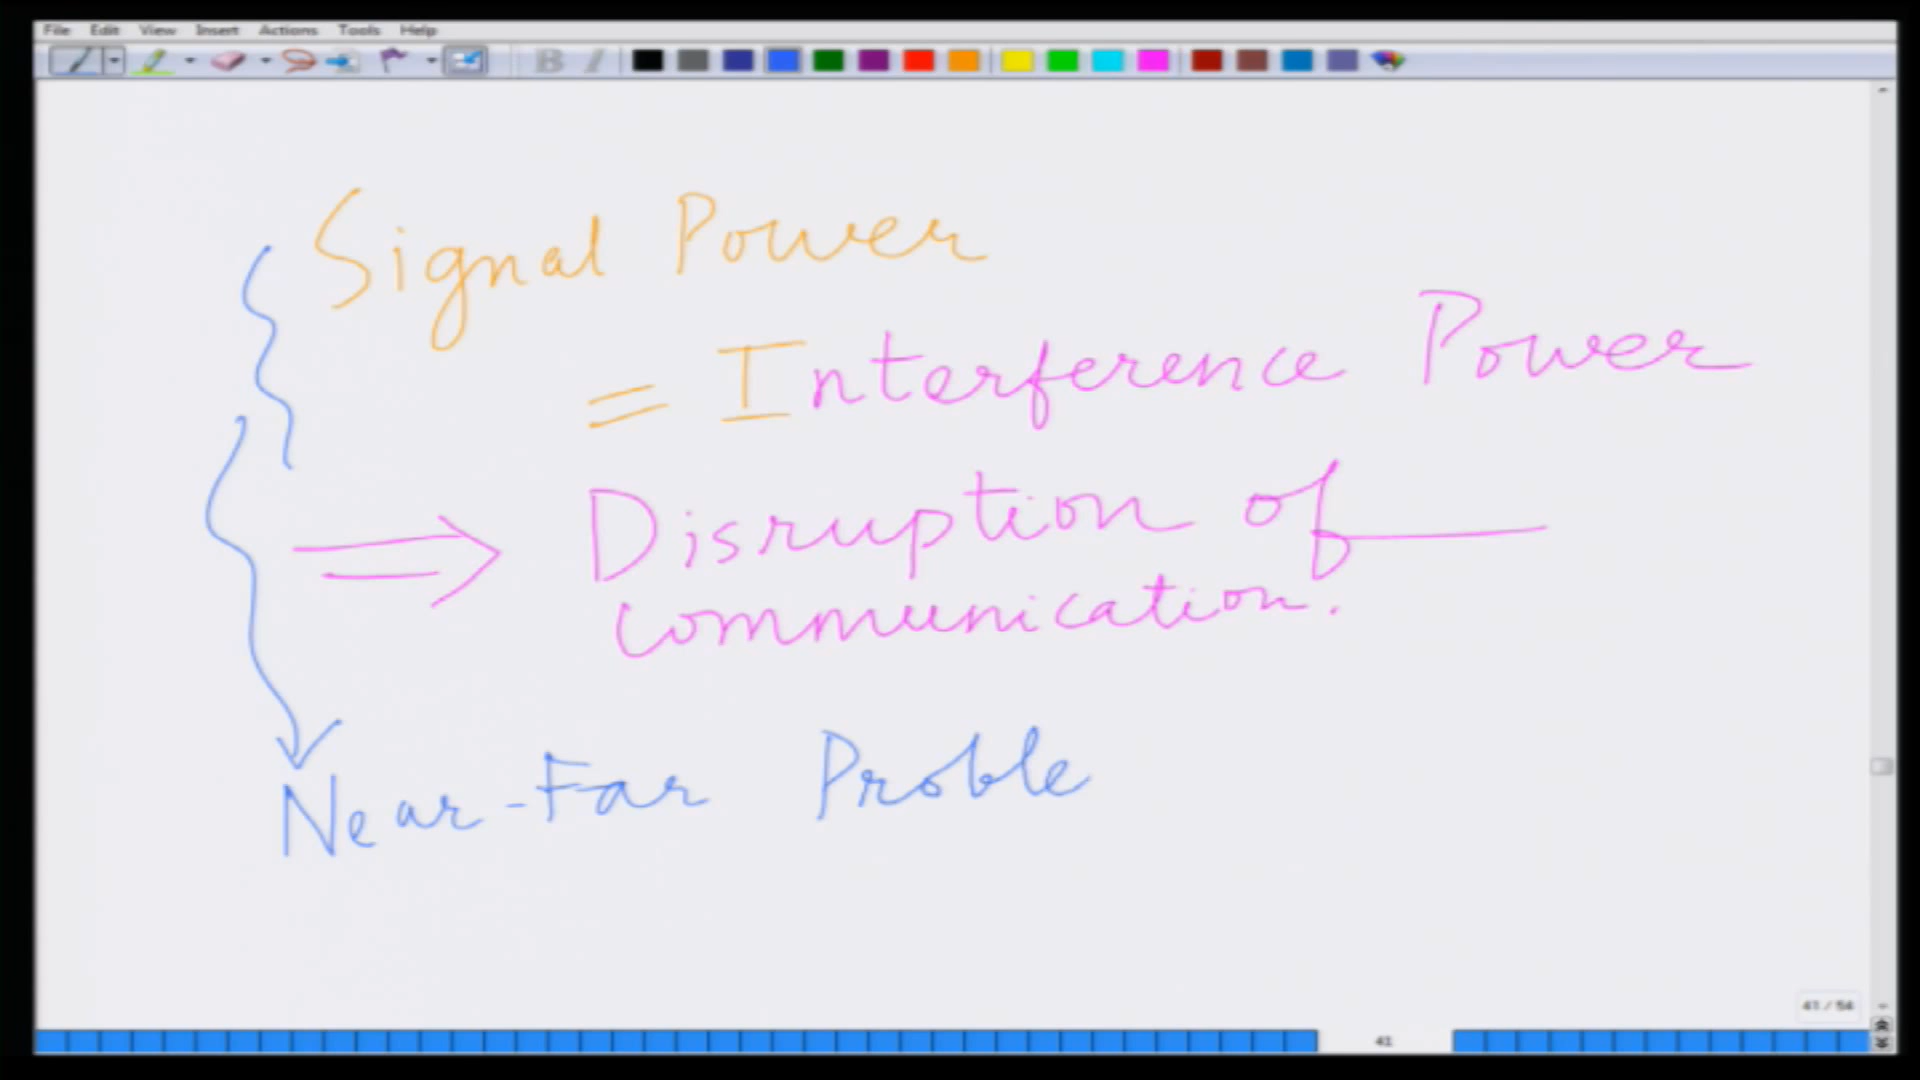 File Edit View Insert Actions Tools Help
B I
Signal Power
= Interference Power
⇒ Disruption of
communication.
Near-Far Proble
41 / 54
41